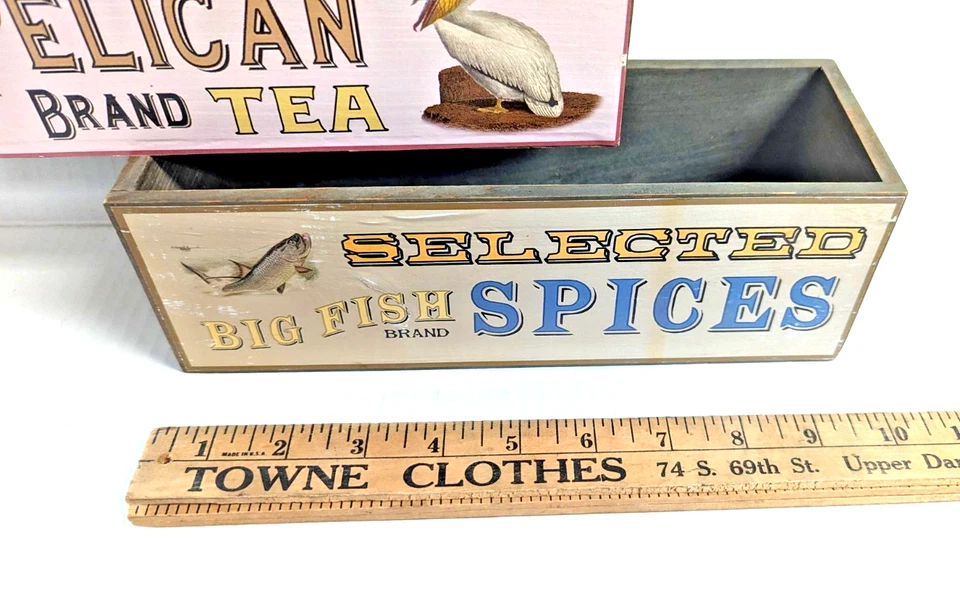 PELICAN
BRAND TEA
SELECTED
BIG FISH BRAND SPICES
1 2 3 4 5 6 7 8 9 10
MADE IN U.S.A.
TOWNE CLOTHES 74 S. 69th St. Upper Dar